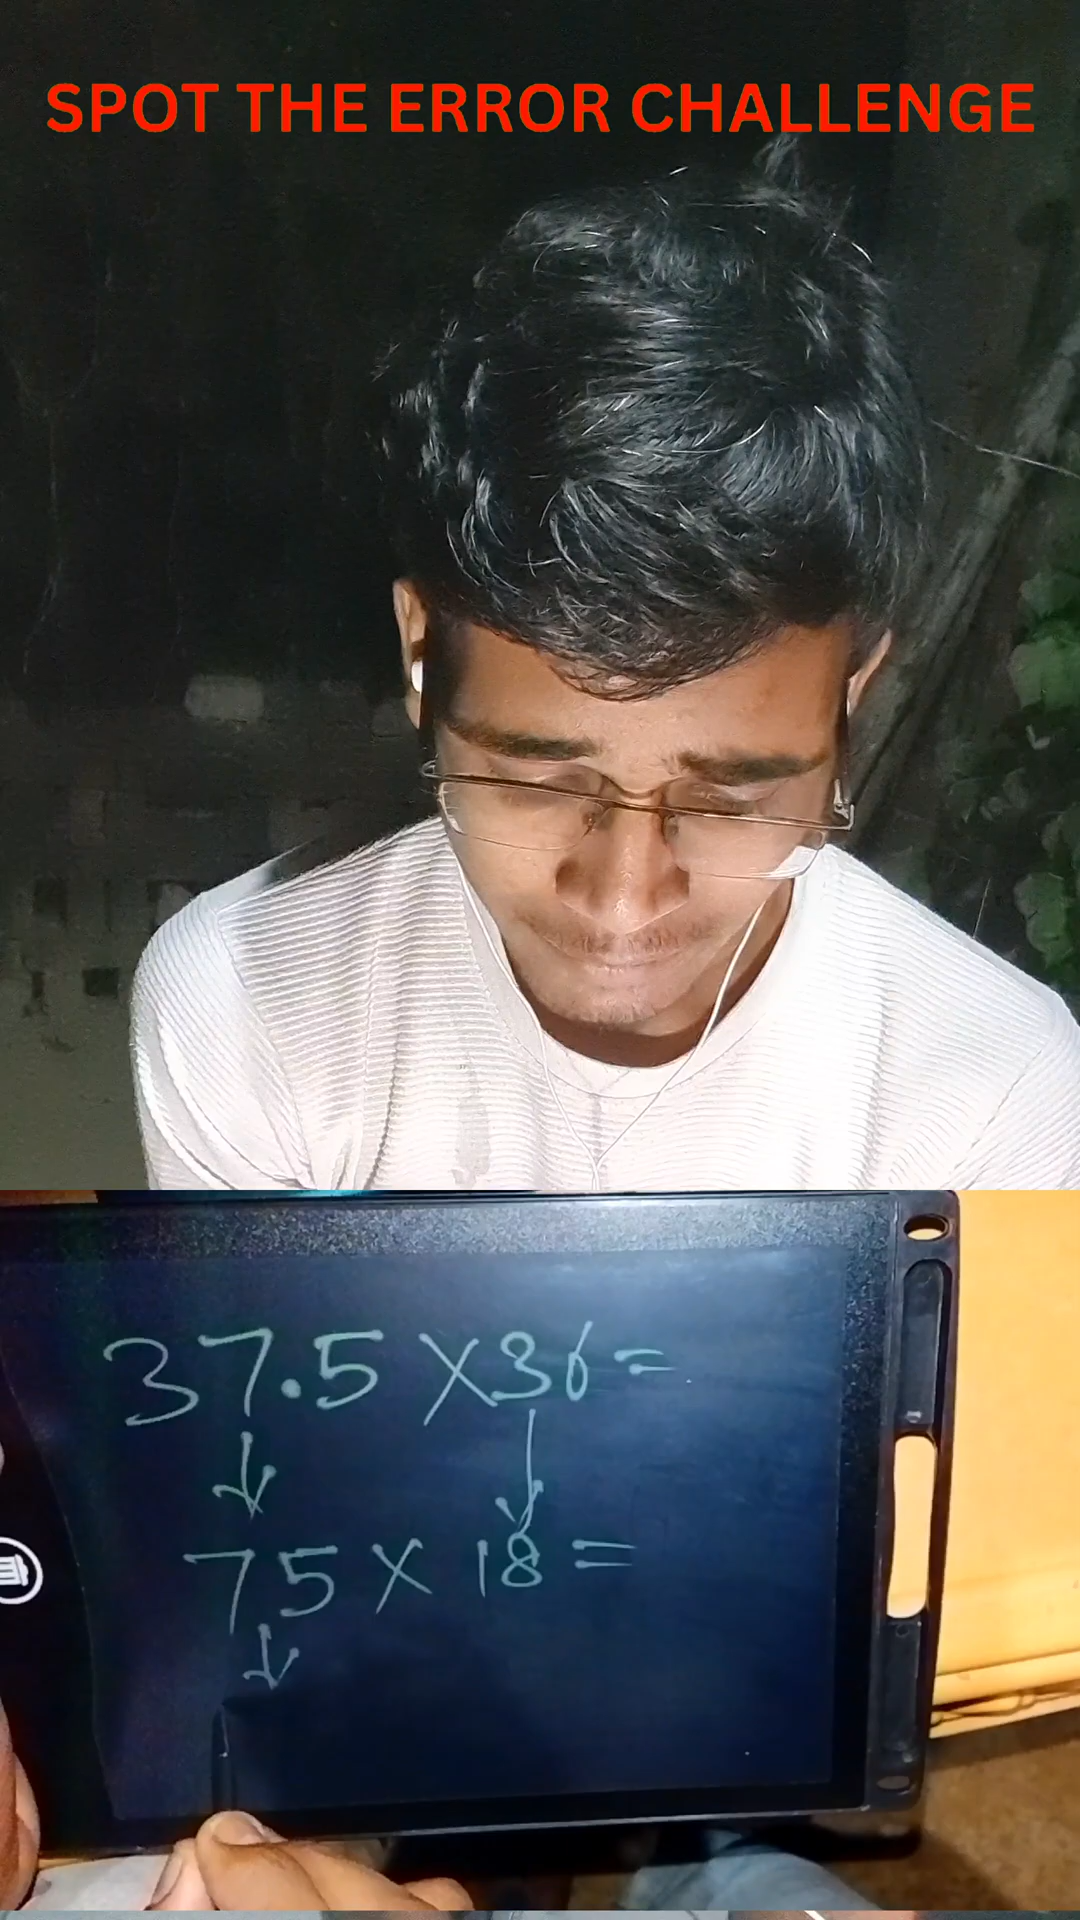 SPOT THE ERROR CHALLENGE
37.5 X 36 =
75 X 18 =